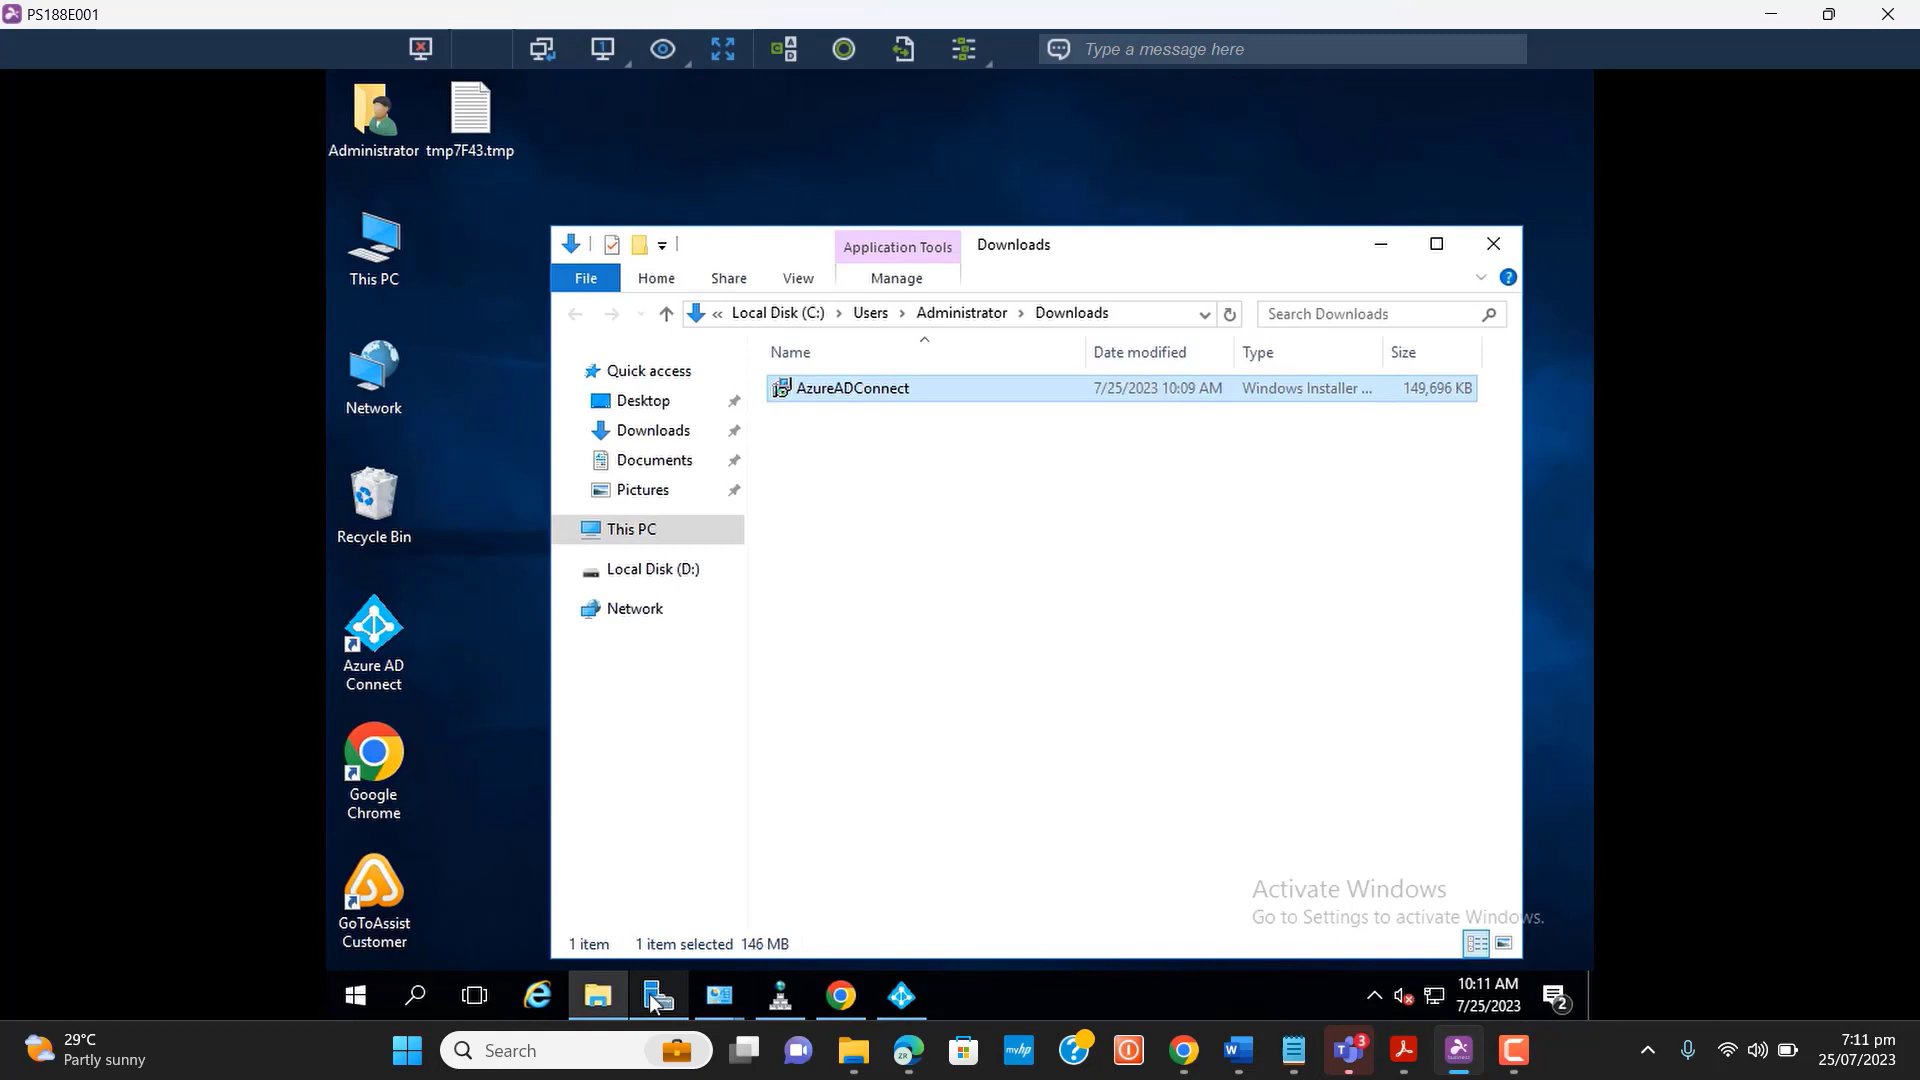 PS188E001
Type a message here
Administrator
tmp7F43.tmp
This PC
Network
Recycle Bin
Azure AD
Connect
Google
Chrome
GoToAssist
Customer
Application Tools
Downloads
File
Home
Share
View
Manage
« Local Disk (C:) › Users › Administrator › Downloads
Search Downloads
Name
Date modified
Type
Size
Quick access
Desktop
Downloads
Documents
Pictures
This PC
Local Disk (D:)
Network
AzureADConnect
7/25/2023 10:09 AM
Windows Installer ...
149,696 KB
Activate Windows
Go to Settings to activate Windows.
1 item
1 item selected 146 MB
10:11 AM
7/25/2023
2
29°C
Partly sunny
Search
ZR
myhp
3
7:11 pm
25/07/2023